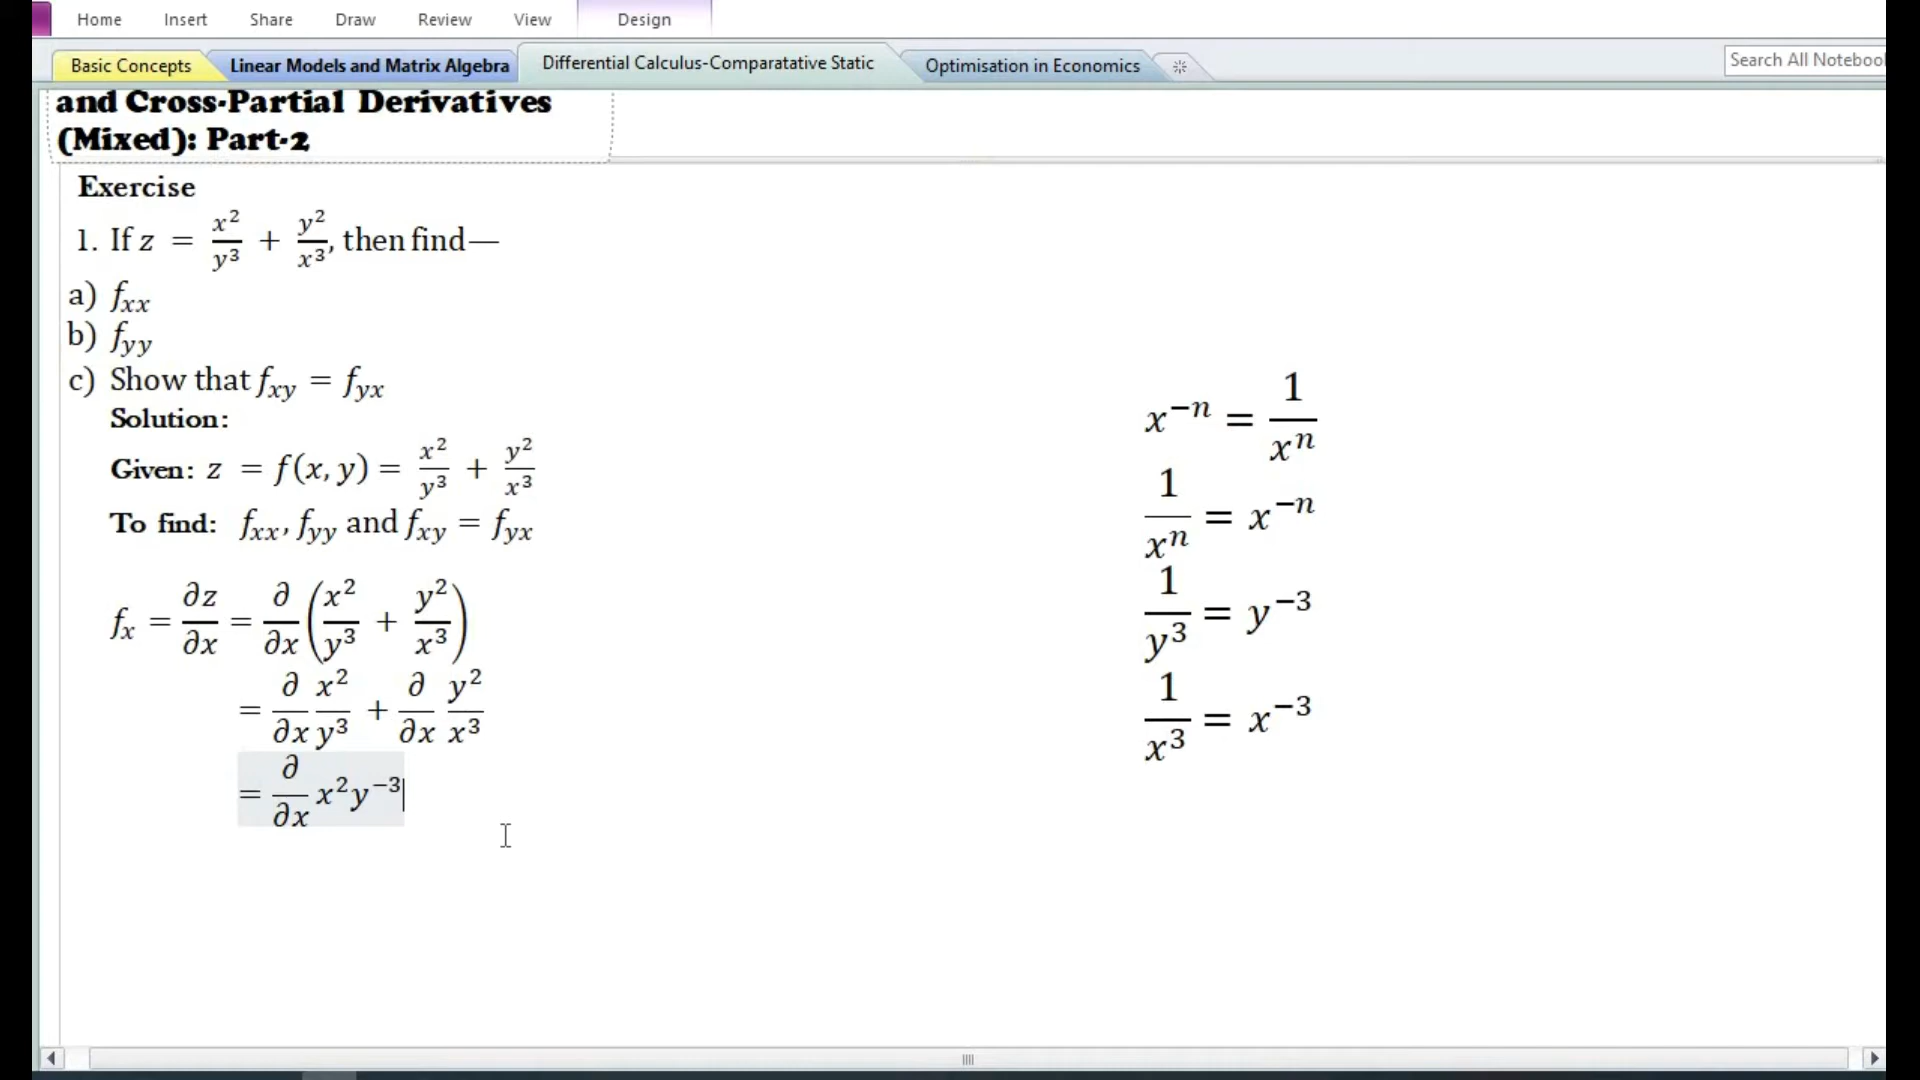 Home Insert Share Draw Review View Design
Basic Concepts Linear Models and Matrix Algebra Differential Calculus-Comparatative Static Optimisation in Economics Search All Noteboo
and Cross-Partial Derivatives
(Mixed): Part-2
Exercise
1. If z = x²/y³ + y²/x³, then find—
a) f_xx
b) f_yy
c) Show that f_xy = f_yx
Solution:
Given: z = f(x, y) = x²/y³ + y²/x³
To find: f_xx, f_yy and f_xy = f_yx
f_x = ∂z/∂x = ∂/∂x (x²/y³ + y²/x³)
= ∂/∂x x²/y³ + ∂/∂x y²/x³
= ∂/∂x x²y⁻³
x⁻ⁿ = 1/xⁿ
1/xⁿ = x⁻ⁿ
1/y³ = y⁻³
1/x³ = x⁻³